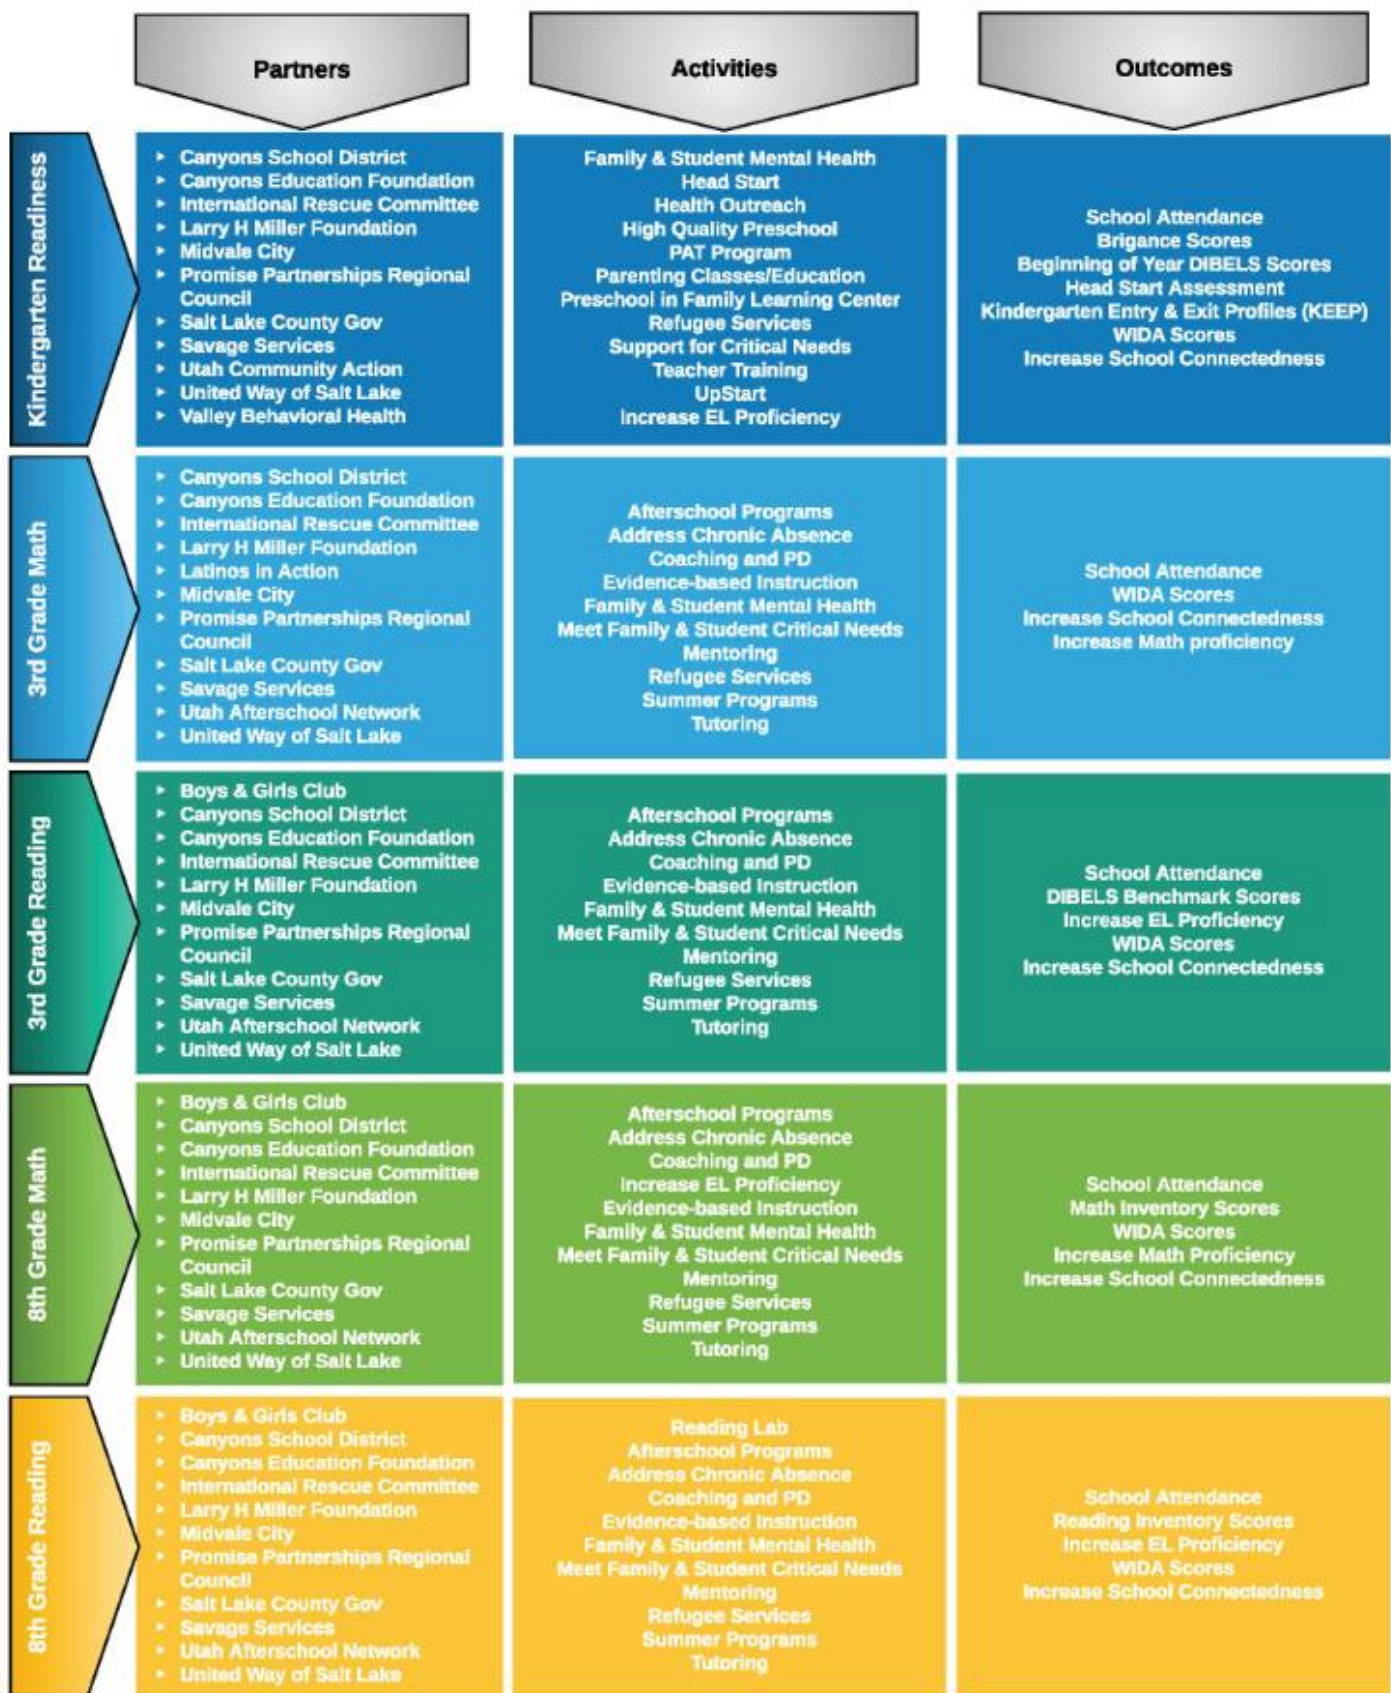 Partners
Activities
Outcomes
Kindergarten Readiness
Canyons School District
Canyons Education Foundation
International Rescue Committee
Larry H Miller Foundation
Midvale City
Promise Partnerships Regional
Council
Salt Lake County Gov
Savage Services
Utah Community Action
United Way of Salt Lake
Valley Behavioral Health
Family & Student Mental Health
Head Start
Health Outreach
High Quality Preschool
PAT Program
Parenting Classes/Education
Preschool in Family Learning Center
Refugee Services
Support for Critical Needs
Teacher Training
UpStart
Increase EL Proficiency
School Attendance
Brigance Scores
Beginning of Year DIBELS Scores
Head Start Assessment
Kindergarten Entry & Exit Profiles (KEEP)
WIDA Scores
Increase School Connectedness
3rd Grade Math
Canyons School District
Canyons Education Foundation
International Rescue Committee
Larry H Miller Foundation
Latinos in Action
Midvale City
Promise Partnerships Regional
Council
Salt Lake County Gov
Savage Services
Utah Afterschool Network
United Way of Salt Lake
Afterschool Programs
Address Chronic Absence
Coaching and PD
Evidence-based Instruction
Family & Student Mental Health
Meet Family & Student Critical Needs
Mentoring
Refugee Services
Summer Programs
Tutoring
School Attendance
WIDA Scores
Increase School Connectedness
Increase Math proficiency
3rd Grade Reading
Boys & Girls Club
Canyons School District
Canyons Education Foundation
International Rescue Committee
Larry H Miller Foundation
Midvale City
Promise Partnerships Regional
Council
Salt Lake County Gov
Savage Services
Utah Afterschool Network
United Way of Salt Lake
Afterschool Programs
Address Chronic Absence
Coaching and PD
Evidence-based Instruction
Family & Student Mental Health
Meet Family & Student Critical Needs
Mentoring
Refugee Services
Summer Programs
Tutoring
School Attendance
DIBELS Benchmark Scores
Increase EL Proficiency
WIDA Scores
Increase School Connectedness
8th Grade Math
Boys & Girls Club
Canyons School District
Canyons Education Foundation
International Rescue Committee
Larry H Miller Foundation
Midvale City
Promise Partnerships Regional
Council
Salt Lake County Gov
Savage Services
Utah Afterschool Network
United Way of Salt Lake
Afterschool Programs
Address Chronic Absence
Coaching and PD
Increase EL Proficiency
Evidence-based Instruction
Family & Student Mental Health
Meet Family & Student Critical Needs
Mentoring
Refugee Services
Summer Programs
Tutoring
School Attendance
Math Inventory Scores
WIDA Scores
Increase Math Proficiency
Increase School Connectedness
8th Grade Reading
Boys & Girls Club
Canyons School District
Canyons Education Foundation
International Rescue Committee
Larry H Miller Foundation
Midvale City
Promise Partnerships Regional
Council
Salt Lake County Gov
Savage Services
Utah Afterschool Network
United Way of Salt Lake
Reading Lab
Afterschool Programs
Address Chronic Absence
Coaching and PD
Evidence-based Instruction
Family & Student Mental Health
Meet Family & Student Critical Needs
Mentoring
Refugee Services
Summer Programs
Tutoring
School Attendance
Reading Inventory Scores
Increase EL Proficiency
WIDA Scores
Increase School Connectedness